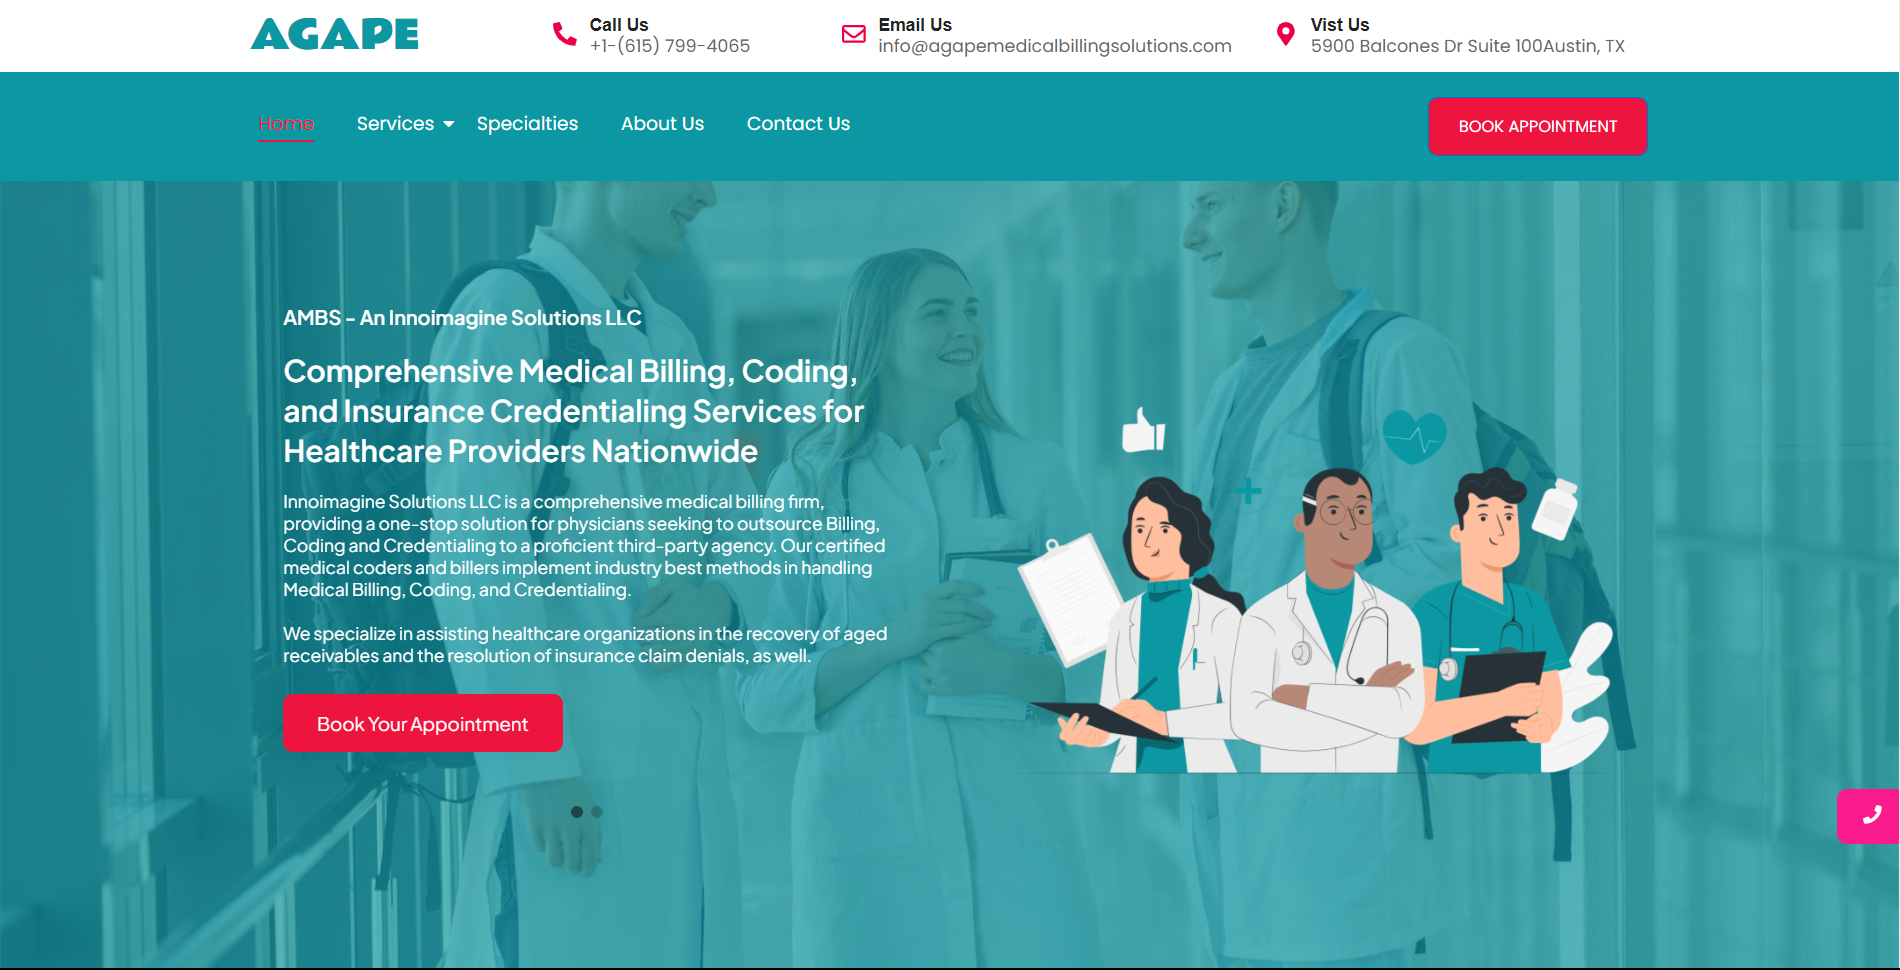 AGAPE
Call Us
+1-(615) 799-4065
Email Us
info@agapemedicalbillingsolutions.com
Vist Us
5900 Balcones Dr Suite 100Austin, TX
Home
Services
Specialties
About Us
Contact Us
BOOK APPOINTMENT
AMBS - An Innoimagine Solutions LLC
Comprehensive Medical Billing, Coding,
and Insurance Credentialing Services for
Healthcare Providers Nationwide
Innoimagine Solutions LLC is a comprehensive medical billing firm,
providing a one-stop solution for physicians seeking to outsource Billing,
Coding and Credentialing to a proficient third-party agency. Our certified
medical coders and billers implement industry best methods in handling
Medical Billing, Coding, and Credentialing.
We specialize in assisting healthcare organizations in the recovery of aged
receivables and the resolution of insurance claim denials, as well.
Book Your Appointment